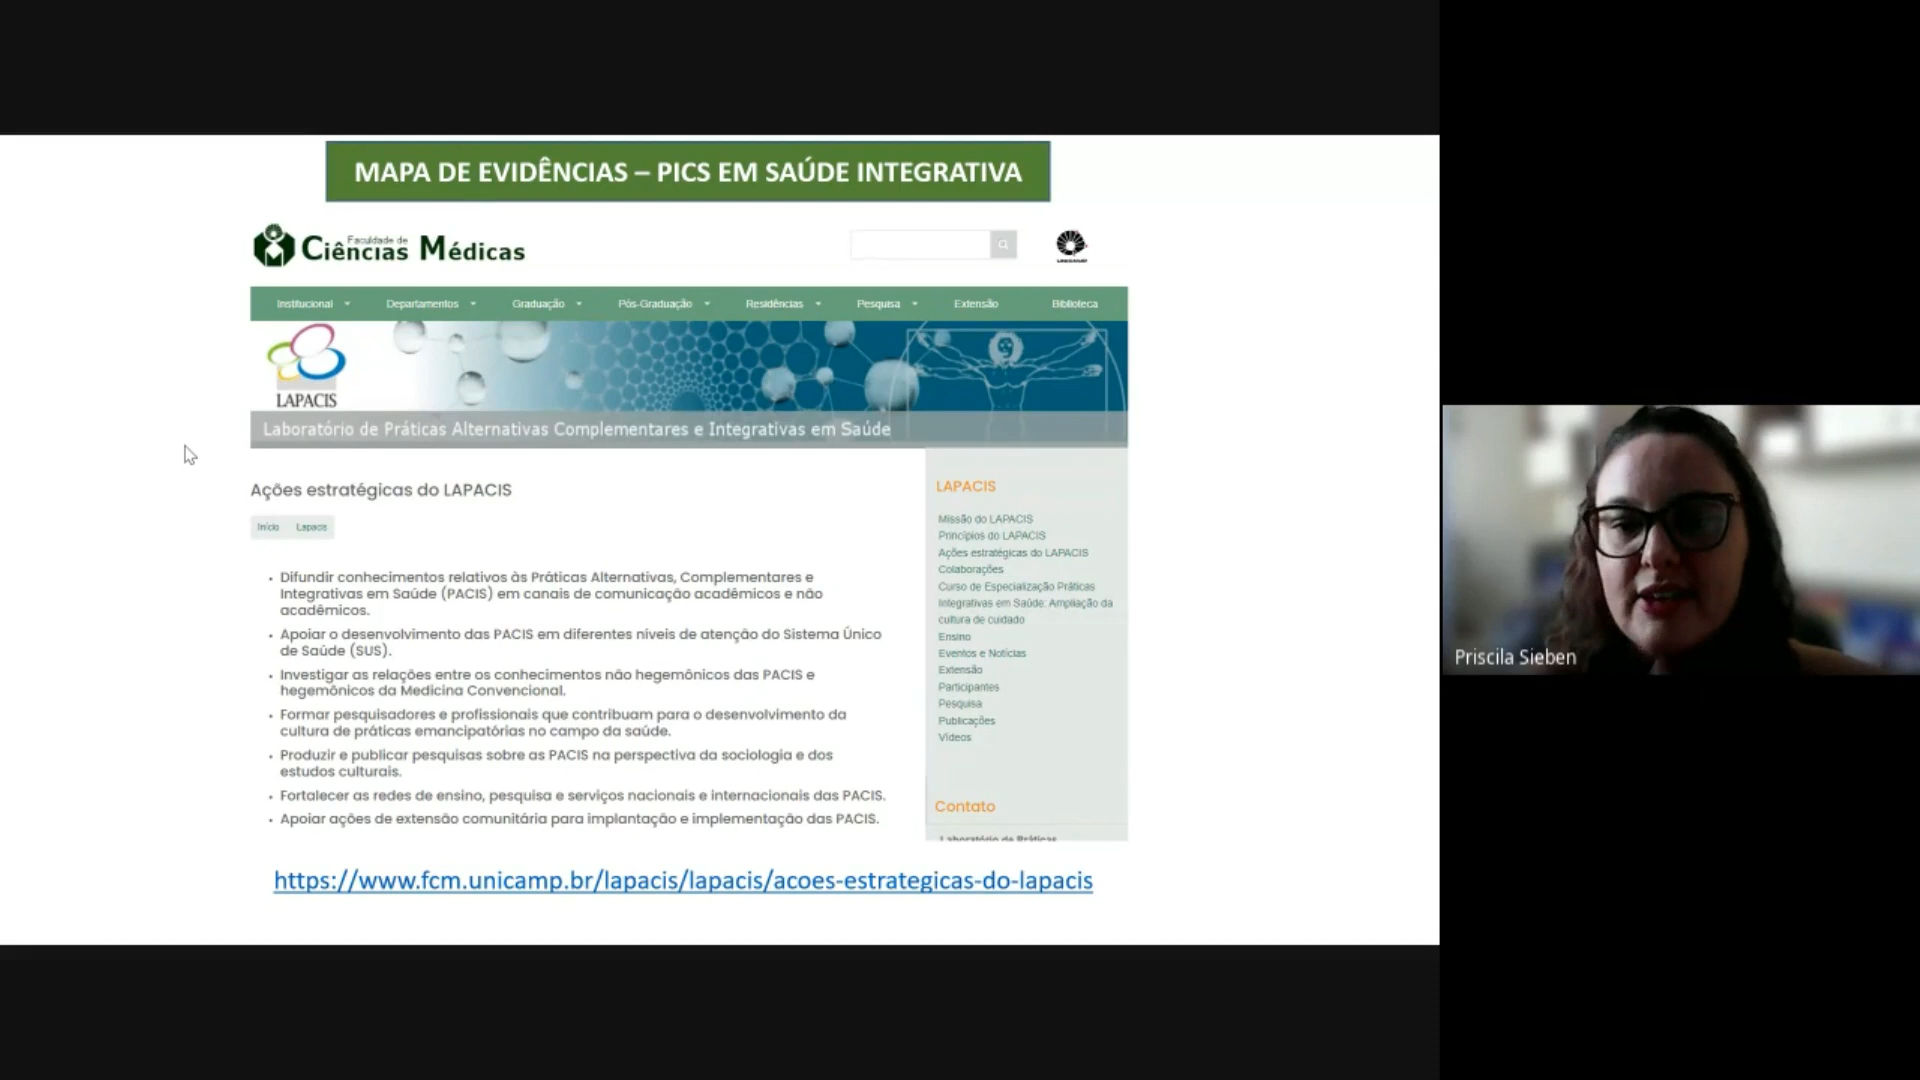 MAPA DE EVIDÊNCIAS – PICS EM SAÚDE INTEGRATIVA
Faculdade de
Ciências Médicas
UNICAMP
Institucional Departamentos Graduação Pós-Graduação Residências Pesquisa Extensão Biblioteca
LAPACIS
Laboratório de Práticas Alternativas Complementares e Integrativas em Saúde
Ações estratégicas do LAPACIS
Início Lapacis
• Difundir conhecimentos relativos às Práticas Alternativas, Complementares e
Integrativas em Saúde (PACIS) em canais de comunicação acadêmicos e não
acadêmicos.
• Apoiar o desenvolvimento das PACIS em diferentes níveis de atenção do Sistema Único
de Saúde (SUS).
• Investigar as relações entre os conhecimentos não hegemônicos das PACIS e
hegemônicos da Medicina Convencional.
• Formar pesquisadores e profissionais que contribuam para o desenvolvimento da
cultura de práticas emancipatórias no campo da saúde.
• Produzir e publicar pesquisas sobre as PACIS na perspectiva da sociologia e dos
estudos culturais.
• Fortalecer as redes de ensino, pesquisa e serviços nacionais e internacionais das PACIS.
• Apoiar ações de extensão comunitária para implantação e implementação das PACIS.
LAPACIS
Missão do LAPACIS
Princípios do LAPACIS
Ações estratégicas do LAPACIS
Colaborações
Curso de Especialização Práticas
Integrativas em Saúde: Ampliação da
cultura de cuidado
Ensino
Eventos e Notícias
Extensão
Participantes
Pesquisa
Publicações
Vídeos
Contato
Laboratório de Práticas
https://www.fcm.unicamp.br/lapacis/lapacis/acoes-estrategicas-do-lapacis
Priscila Sieben